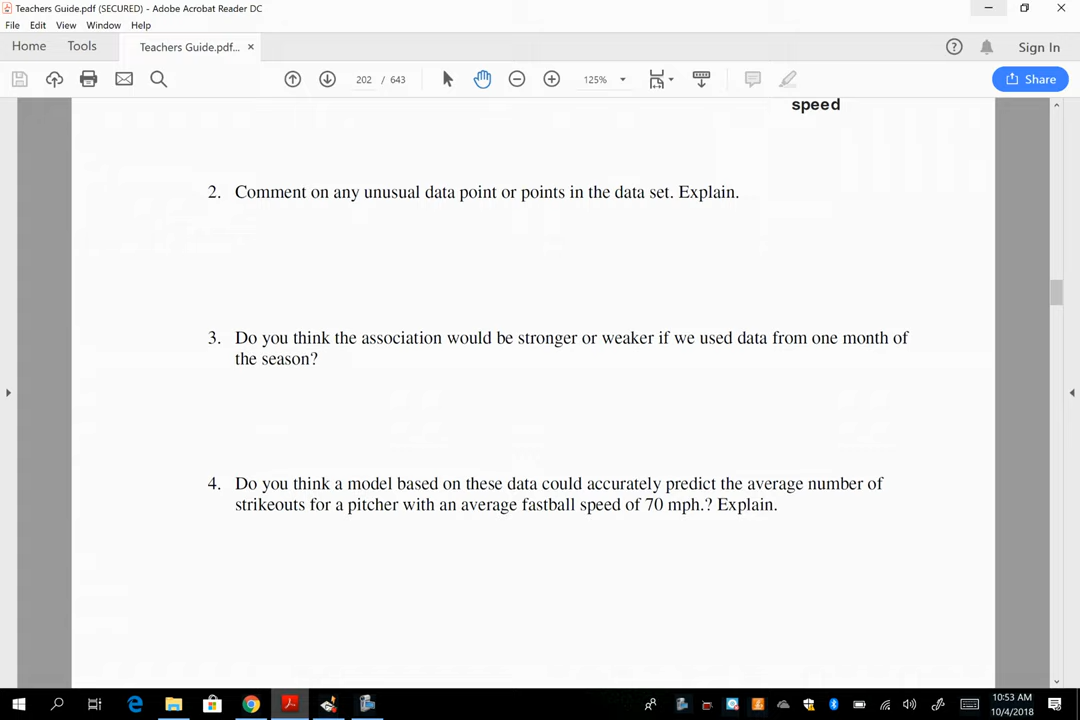 Teachers Guide.pdf (SECURED) - Adobe Acrobat Reader DC
File Edit View Window Help
Home Tools Teachers Guide.pdf... × Sign In
202 / 643 125% Share
speed
2. Comment on any unusual data point or points in the data set. Explain.
3. Do you think the association would be stronger or weaker if we used data from one month of
the season?
4. Do you think a model based on these data could accurately predict the average number of
strikeouts for a pitcher with an average fastball speed of 70 mph.? Explain.
10:53 AM
10/4/2018